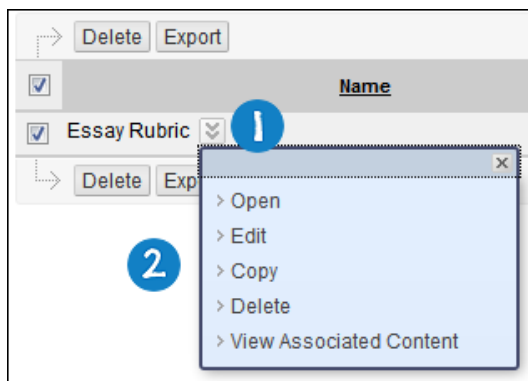 Delete Export
Name
Essay Rubric 1
Delete Exp
> Open
> Edit
2
> Copy
> Delete
> View Associated Content